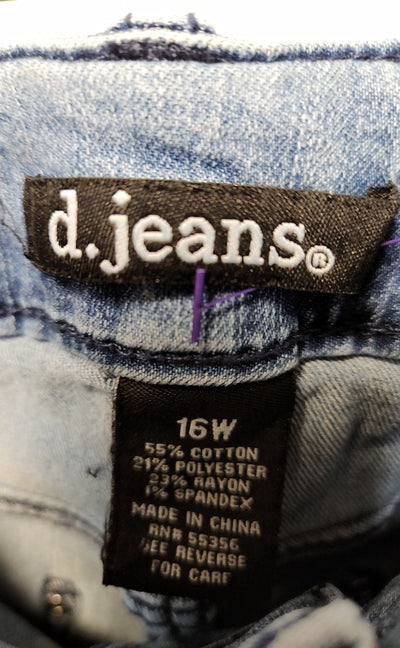 d.jeans®
16W
55% COTTON
21% POLYESTER
23% RAYON
1% SPANDEX
MADE IN CHINA
RN# 55356
SEE REVERSE
FOR CARE